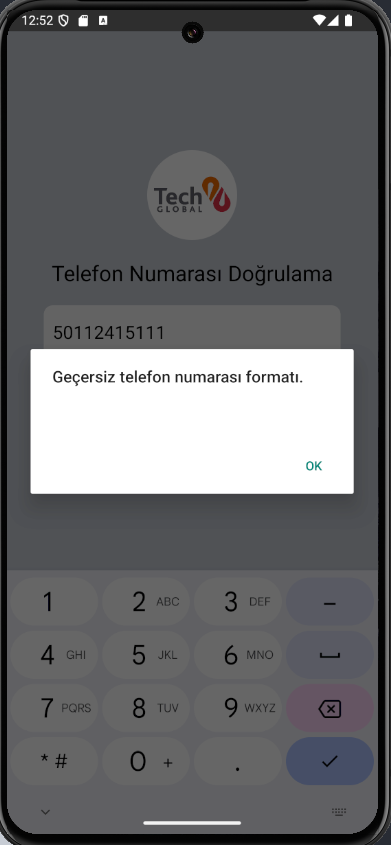 12:52
Tech
GLOBAL
Telefon Numarası Doğrulama
50112415111
Geçersiz telefon numarası formatı.
OK
1 2 ABC 3 DEF –
4 GHI 5 JKL 6 MNO
7 PQRS 8 TUV 9 WXYZ
* # 0 + .